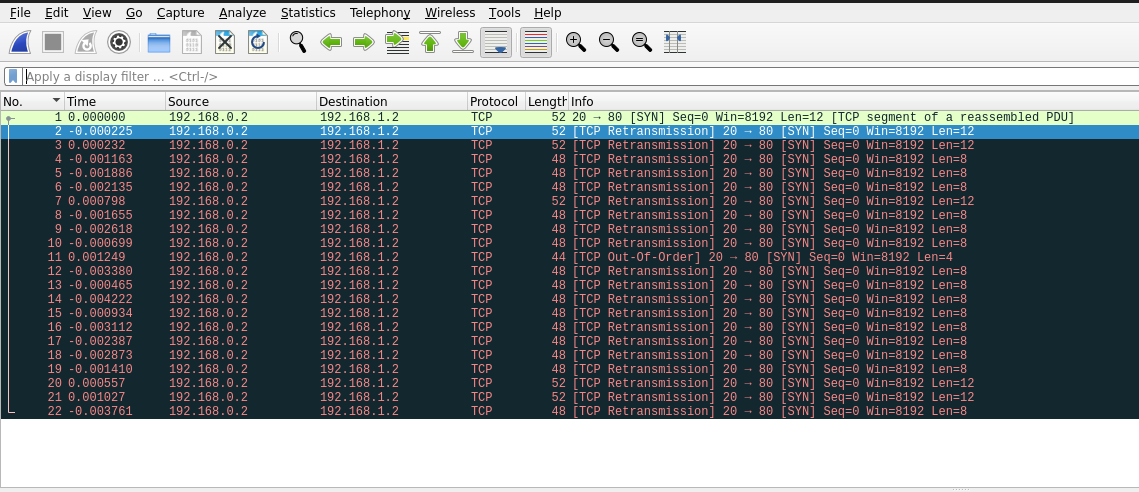 File Edit View Go Capture Analyze Statistics Telephony Wireless Tools Help
Apply a display filter ... <Ctrl-/>
No. Time Source Destination Protocol Length Info
1 0.000000 192.168.0.2 192.168.1.2 TCP 52 20 → 80 [SYN] Seq=0 Win=8192 Len=12 [TCP segment of a reassembled PDU]
2 -0.000225 192.168.0.2 192.168.1.2 TCP 52 [TCP Retransmission] 20 → 80 [SYN] Seq=0 Win=8192 Len=12
3 0.000232 192.168.0.2 192.168.1.2 TCP 52 [TCP Retransmission] 20 → 80 [SYN] Seq=0 Win=8192 Len=12
4 -0.001163 192.168.0.2 192.168.1.2 TCP 48 [TCP Retransmission] 20 → 80 [SYN] Seq=0 Win=8192 Len=8
5 -0.001886 192.168.0.2 192.168.1.2 TCP 48 [TCP Retransmission] 20 → 80 [SYN] Seq=0 Win=8192 Len=8
6 -0.002135 192.168.0.2 192.168.1.2 TCP 48 [TCP Retransmission] 20 → 80 [SYN] Seq=0 Win=8192 Len=8
7 0.000798 192.168.0.2 192.168.1.2 TCP 52 [TCP Retransmission] 20 → 80 [SYN] Seq=0 Win=8192 Len=12
8 -0.001655 192.168.0.2 192.168.1.2 TCP 48 [TCP Retransmission] 20 → 80 [SYN] Seq=0 Win=8192 Len=8
9 -0.002618 192.168.0.2 192.168.1.2 TCP 48 [TCP Retransmission] 20 → 80 [SYN] Seq=0 Win=8192 Len=8
10 -0.000699 192.168.0.2 192.168.1.2 TCP 48 [TCP Retransmission] 20 → 80 [SYN] Seq=0 Win=8192 Len=8
11 0.001249 192.168.0.2 192.168.1.2 TCP 44 [TCP Out-Of-Order] 20 → 80 [SYN] Seq=0 Win=8192 Len=4
12 -0.003380 192.168.0.2 192.168.1.2 TCP 48 [TCP Retransmission] 20 → 80 [SYN] Seq=0 Win=8192 Len=8
13 -0.000465 192.168.0.2 192.168.1.2 TCP 48 [TCP Retransmission] 20 → 80 [SYN] Seq=0 Win=8192 Len=8
14 -0.004222 192.168.0.2 192.168.1.2 TCP 48 [TCP Retransmission] 20 → 80 [SYN] Seq=0 Win=8192 Len=8
15 -0.000934 192.168.0.2 192.168.1.2 TCP 48 [TCP Retransmission] 20 → 80 [SYN] Seq=0 Win=8192 Len=8
16 -0.003112 192.168.0.2 192.168.1.2 TCP 48 [TCP Retransmission] 20 → 80 [SYN] Seq=0 Win=8192 Len=8
17 -0.002387 192.168.0.2 192.168.1.2 TCP 48 [TCP Retransmission] 20 → 80 [SYN] Seq=0 Win=8192 Len=8
18 -0.002873 192.168.0.2 192.168.1.2 TCP 48 [TCP Retransmission] 20 → 80 [SYN] Seq=0 Win=8192 Len=8
19 -0.001410 192.168.0.2 192.168.1.2 TCP 48 [TCP Retransmission] 20 → 80 [SYN] Seq=0 Win=8192 Len=8
20 0.000557 192.168.0.2 192.168.1.2 TCP 52 [TCP Retransmission] 20 → 80 [SYN] Seq=0 Win=8192 Len=12
21 0.001027 192.168.0.2 192.168.1.2 TCP 52 [TCP Retransmission] 20 → 80 [SYN] Seq=0 Win=8192 Len=12
22 -0.003761 192.168.0.2 192.168.1.2 TCP 48 [TCP Retransmission] 20 → 80 [SYN] Seq=0 Win=8192 Len=8